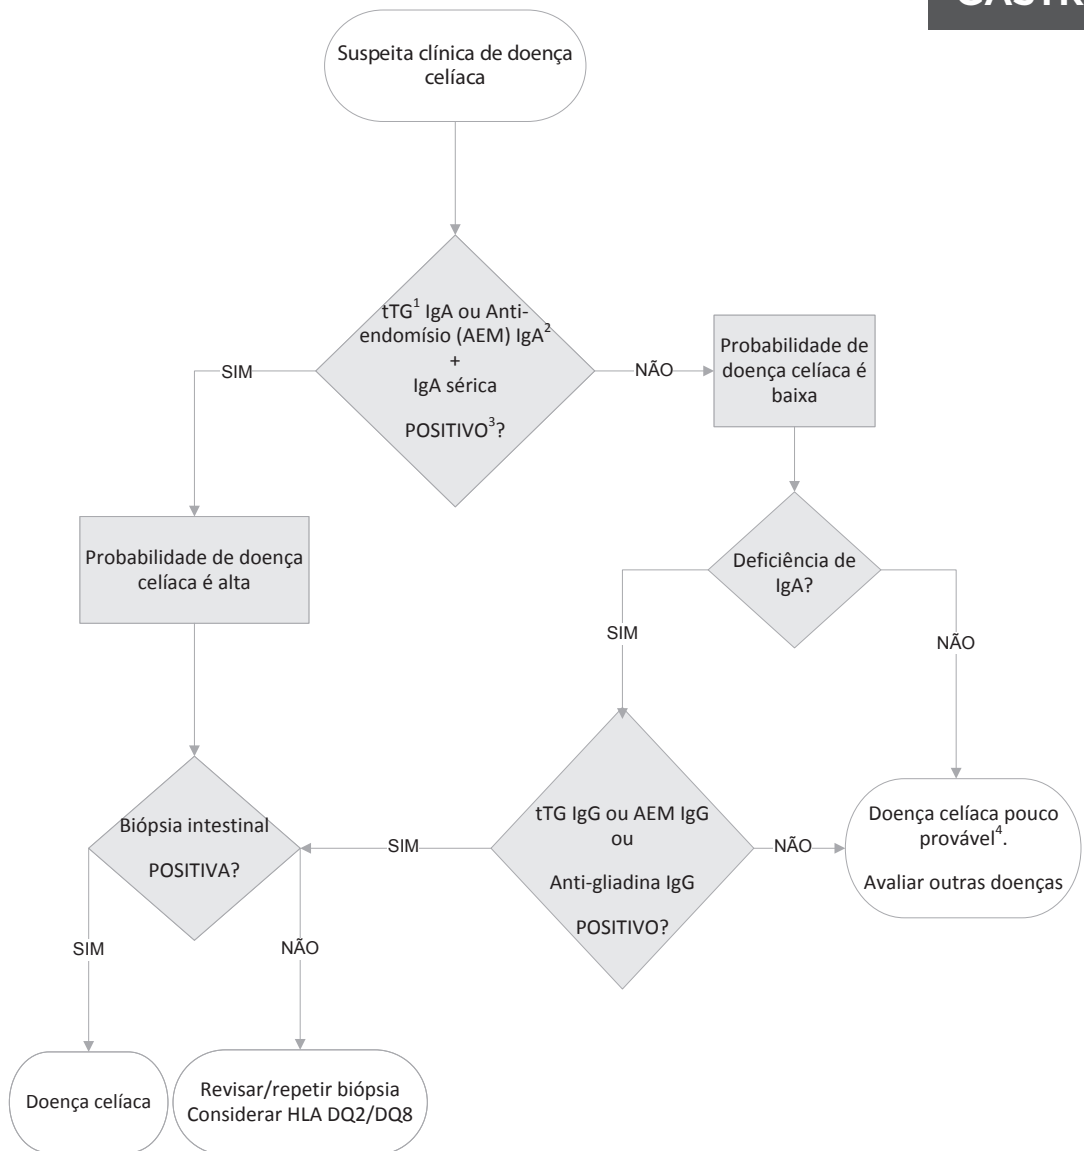 Suspeita clínica de doença
celíaca
tTG¹ IgA ou Anti-
endomísio (AEM) IgA²
+
IgA sérica
POSITIVO³?
SIM
NÃO
Probabilidade de
doença celíaca é
baixa
Probabilidade de doença
celíaca é alta
Deficiência de
IgA?
SIM
NÃO
Biópsia intestinal
POSITIVA?
SIM
tTG IgG ou AEM IgG
ou
Anti-gliadina IgG
POSITIVO?
NÃO
Doença celíaca pouco
provável⁴.
Avaliar outras doenças
SIM
NÃO
Doença celíaca
Revisar/repetir biópsia
Considerar HLA DQ2/DQ8